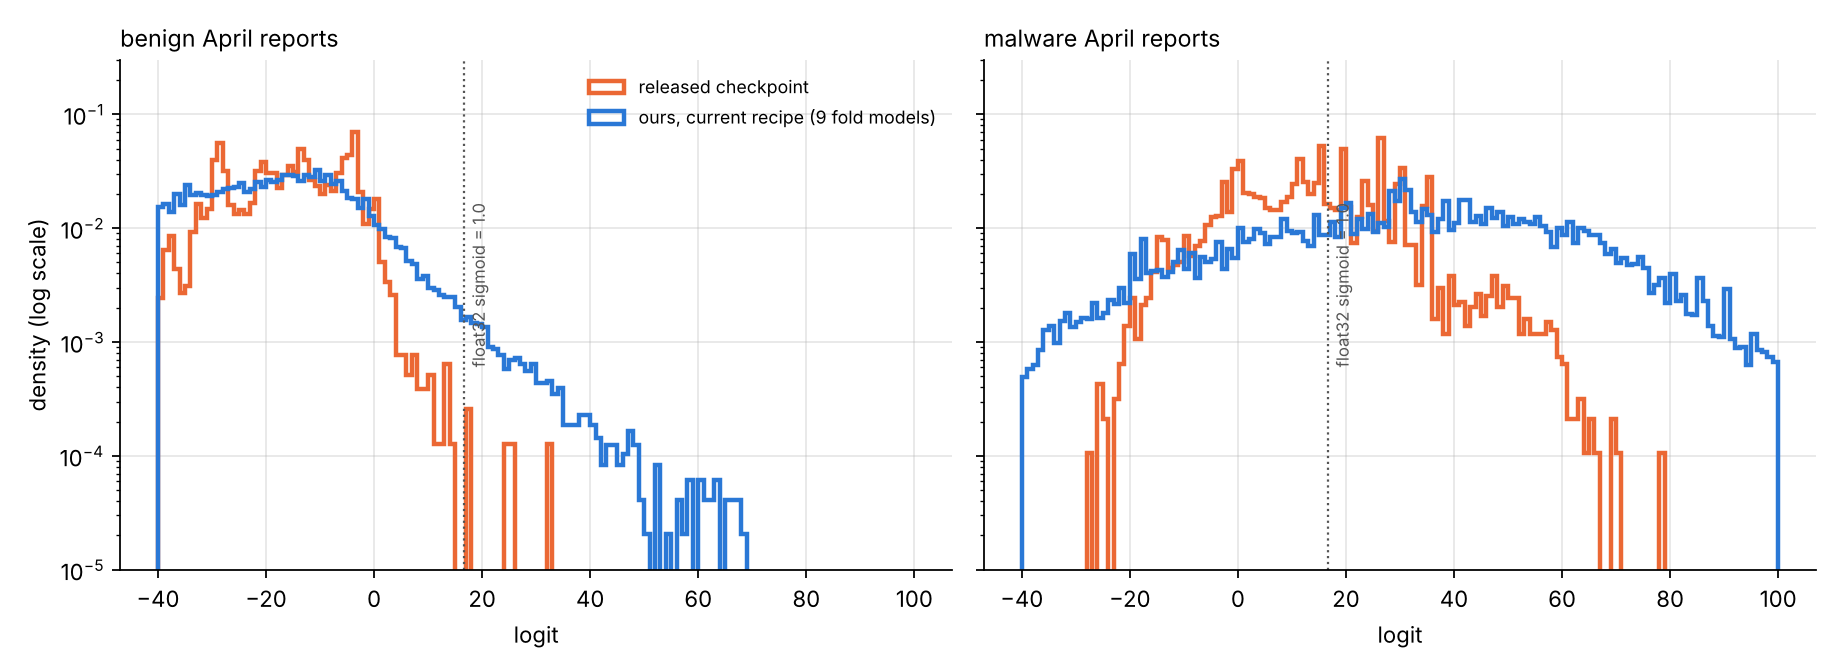 benign April reports
malware April reports
released checkpoint
ours, current recipe (9 fold models)
density (log scale)
10⁻¹
10⁻²
10⁻³
10⁻⁴
10⁻⁵
float32 sigmoid = 1.0
float32 sigmoid = 1.0
−40 −20 0 20 40 60 80 100
−40 −20 0 20 40 60 80 100
logit
logit